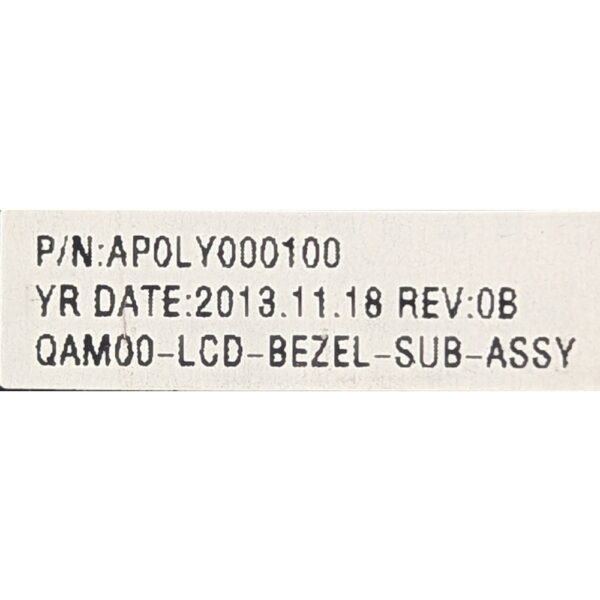 P/N:AP0LY000100
YR DATE:2013.11.18 REV:0B
QAM00-LCD-BEZEL-SUB-ASSY